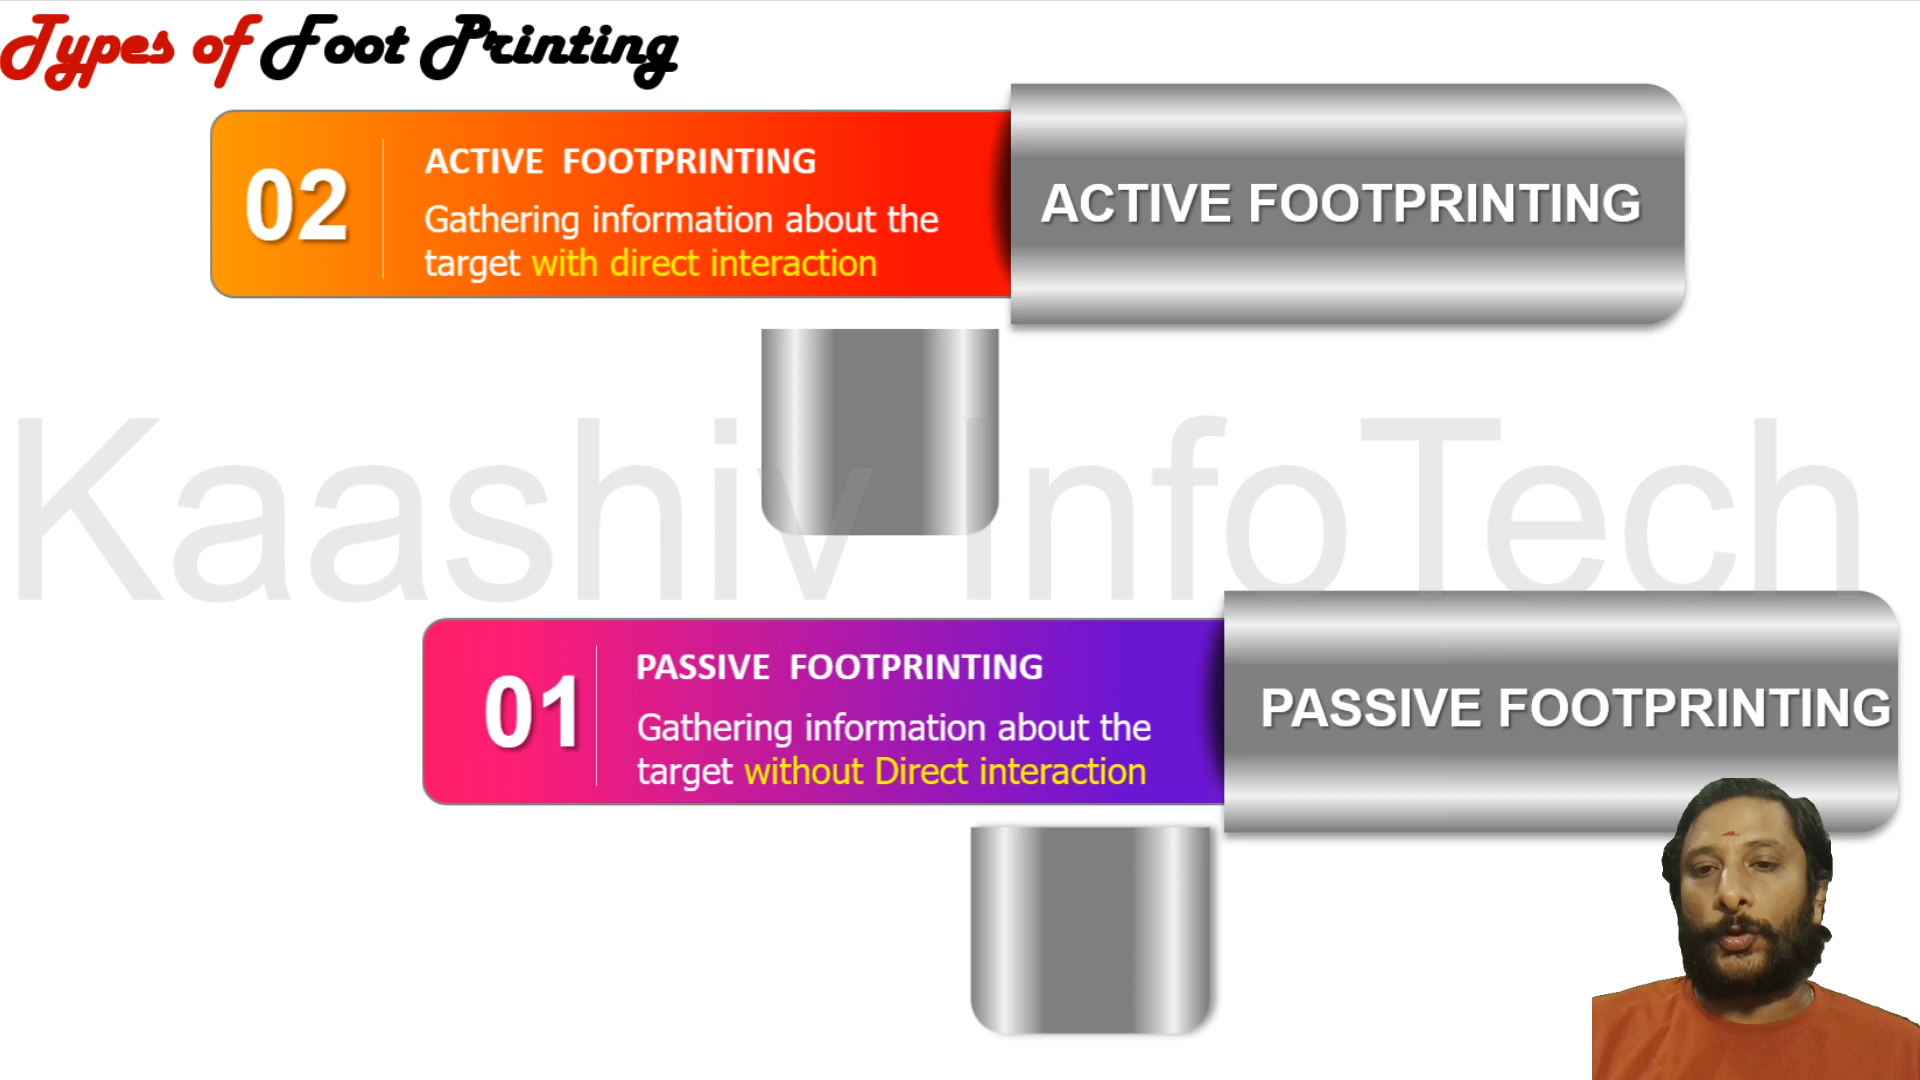 Types of Foot Printing
02
ACTIVE FOOTPRINTING
Gathering information about the
target with direct interaction
ACTIVE FOOTPRINTING
Kaashiv InfoTech
01
PASSIVE FOOTPRINTING
Gathering information about the
target without Direct interaction
PASSIVE FOOTPRINTING